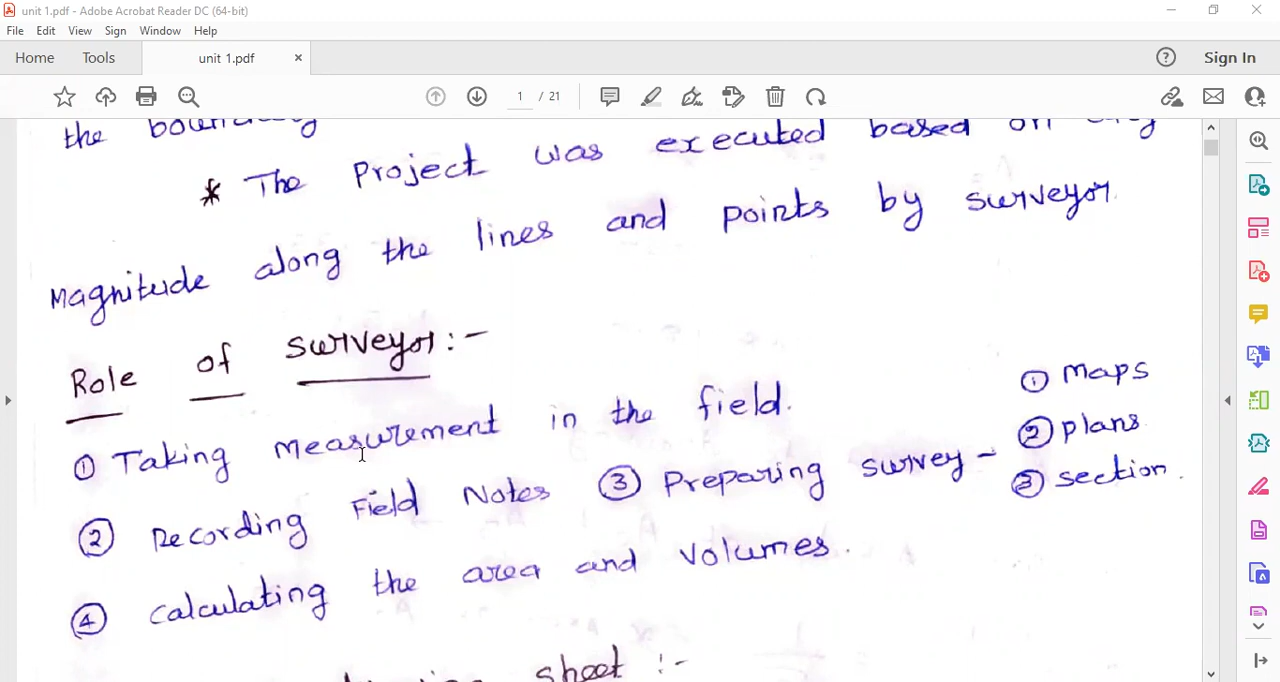 unit 1.pdf - Adobe Acrobat Reader DC (64-bit)
File Edit View Sign Window Help
Home Tools unit 1.pdf × Sign In
1 / 21
the boundary
* The Project was executed based on
Magnitude along the lines and points by surveyor.
Role of surveyor:-
① Taking measurement in the field.
② Recording Field Notes ③ Preparing survey - ① Maps
② plans
③ section.
④ calculating the area and volumes.
sheet :-